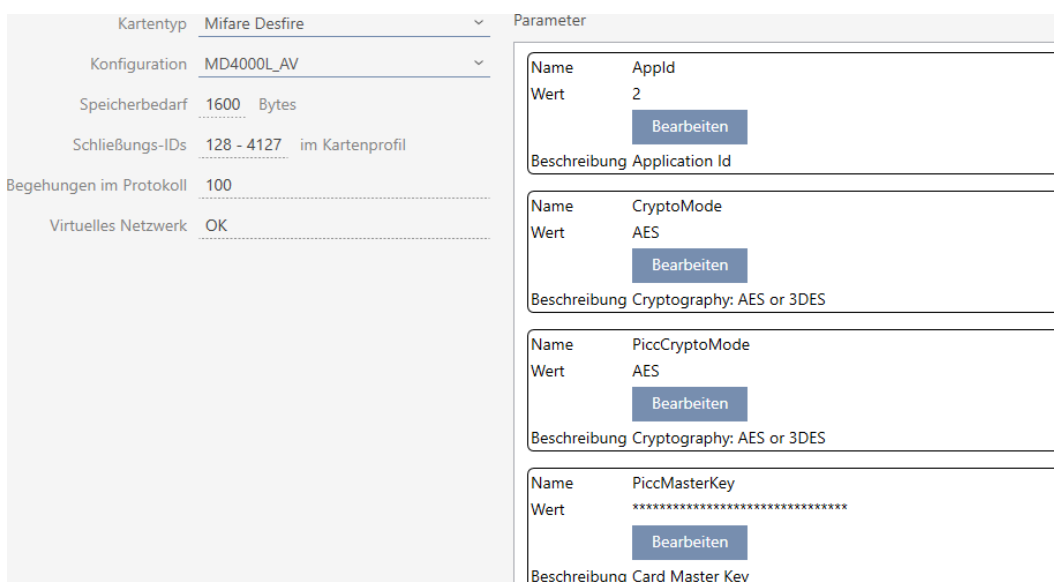 Kartentyp Mifare Desfire
Konfiguration MD4000L_AV
Speicherbedarf 1600 Bytes
Schließungs-IDs 128 - 4127 im Kartenprofil
Begehungen im Protokoll 100
Virtuelles Netzwerk OK
Parameter
Name AppId
Wert 2
Bearbeiten
Beschreibung Application Id
Name CryptoMode
Wert AES
Bearbeiten
Beschreibung Cryptography: AES or 3DES
Name PiccCryptoMode
Wert AES
Bearbeiten
Beschreibung Cryptography: AES or 3DES
Name PiccMasterKey
Wert ********************************
Bearbeiten
Beschreibung Card Master Key